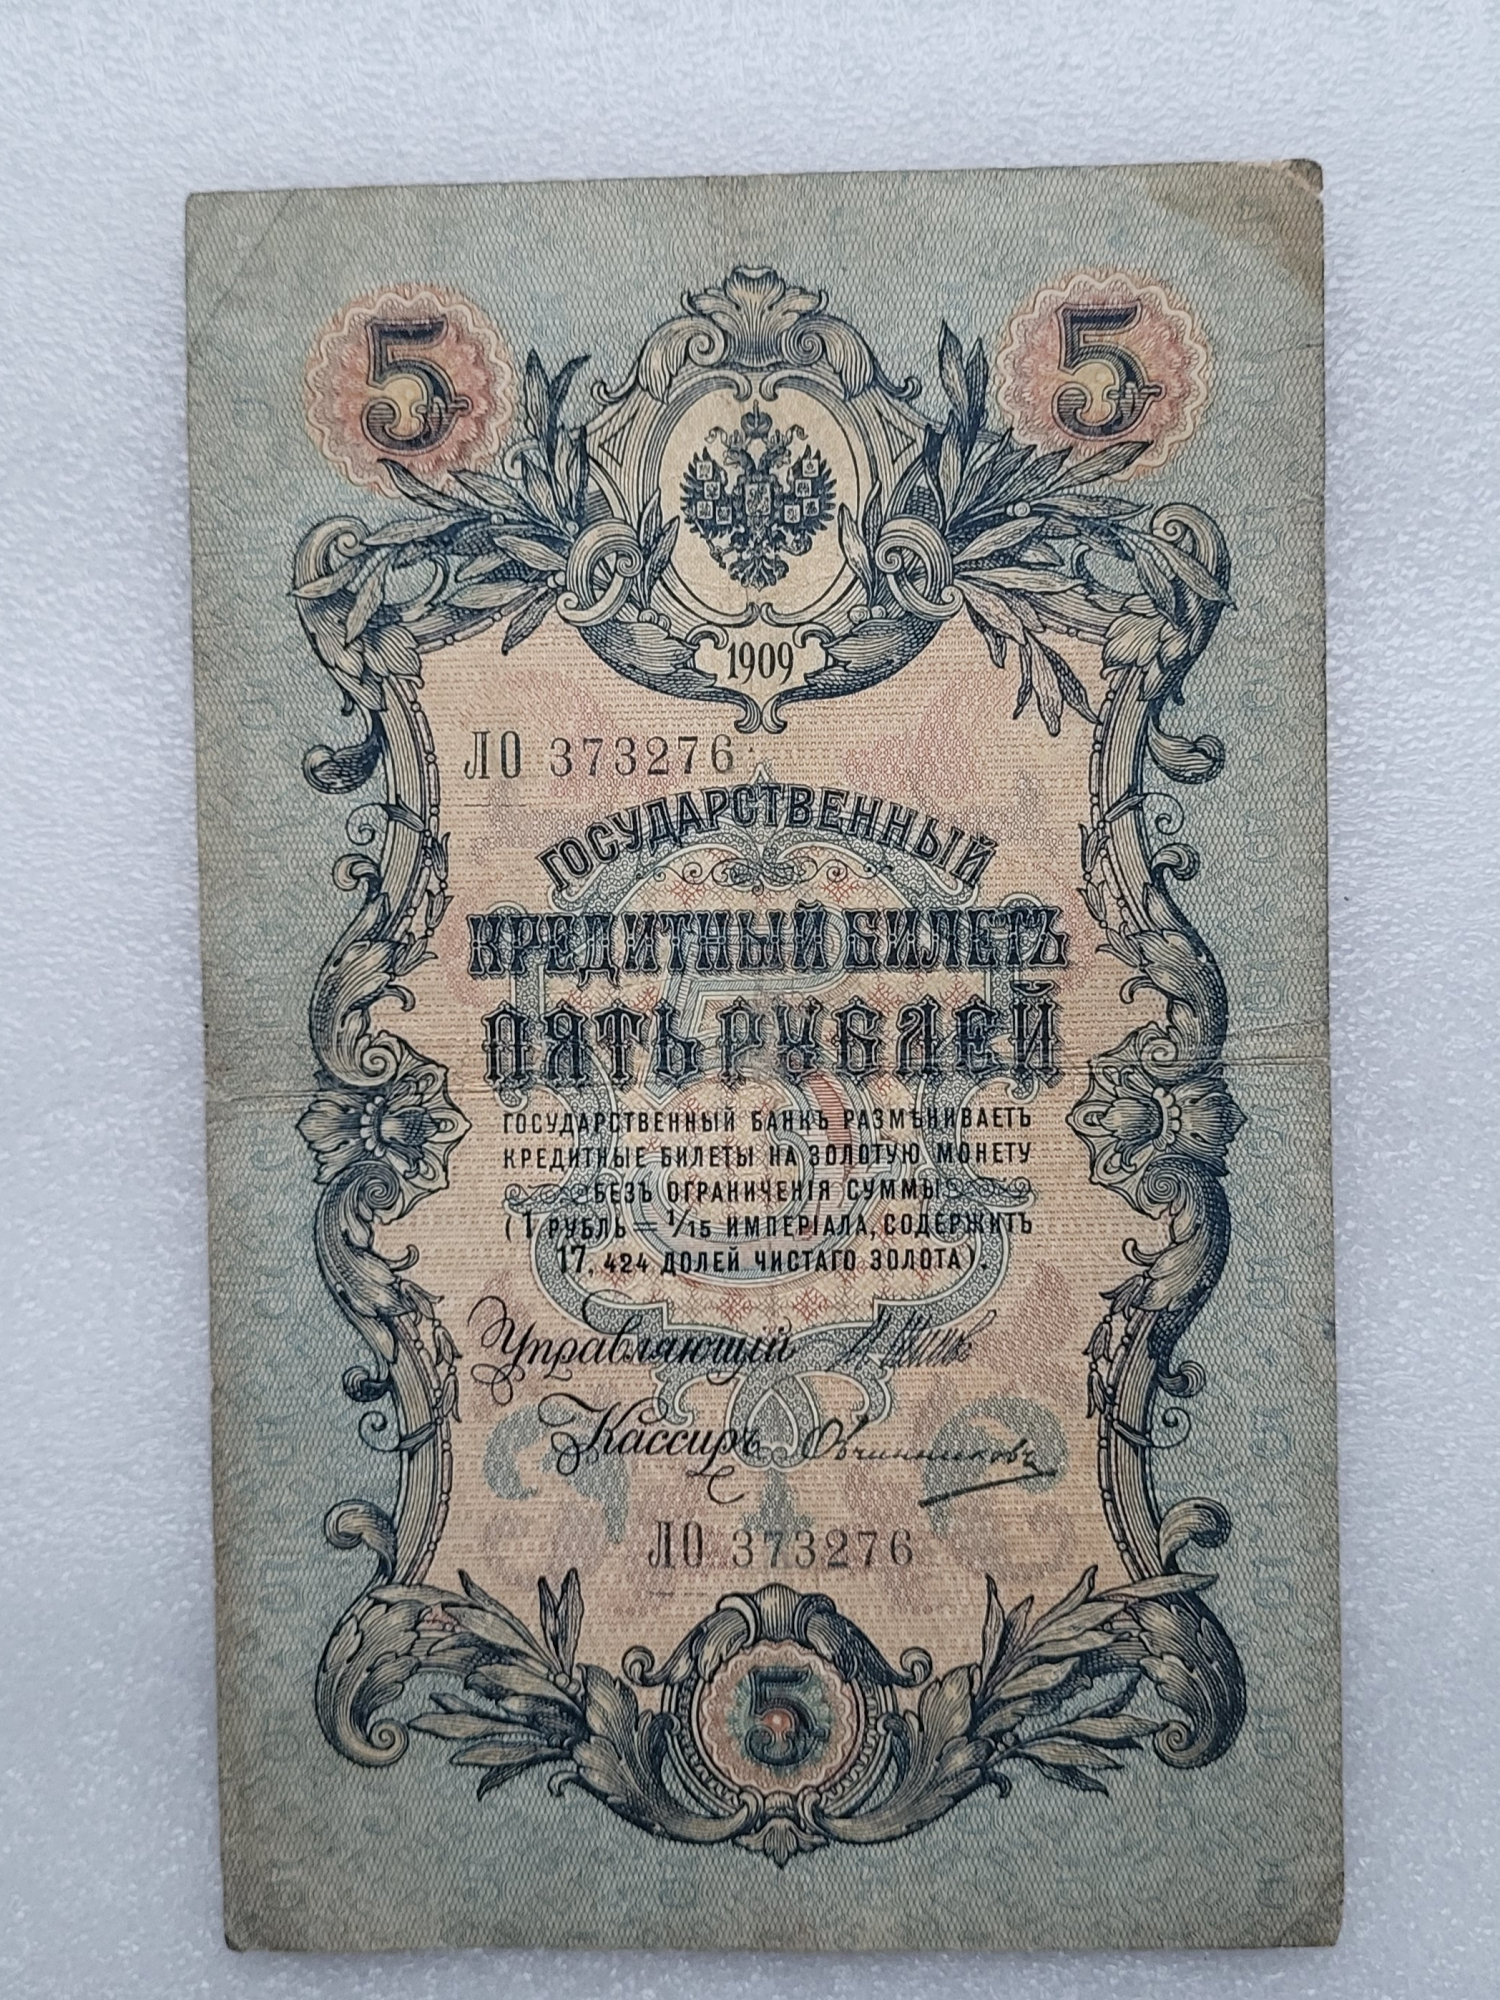 5 5
1909
ЛО 373276
ГОСУДАРСТВЕННЫЙ
КРЕДИТНЫЙ БИЛЕТЪ
ПЯТЬ РУБЛЕЙ
ГОСУДАРСТВЕННЫЙ БАНКЪ РАЗМѢНИВАЕТЪ
КРЕДИТНЫЕ БИЛЕТЫ НА ЗОЛОТУЮ МОНЕТУ
БЕЗЪ ОГРАНИЧЕНІЯ СУММЫ
(1 РУБЛЬ = 1/15 ИМПЕРІАЛА, СОДЕРЖИТЪ
17, 424 ДОЛЕЙ ЧИСТАГО ЗОЛОТА).
Управляющій
Кассиръ Овчинниковъ
ЛО 373276
5